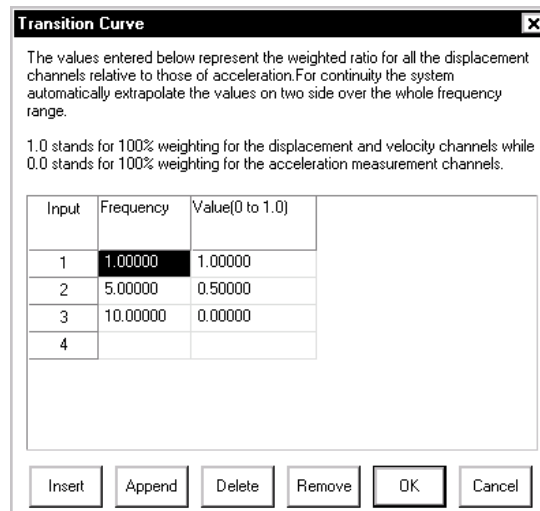 Transition Curve
The values entered below represent the weighted ratio for all the displacement
channels relative to those of acceleration.For continuity the system
automatically extrapolate the values on two side over the whole frequency
range.
1.0 stands for 100% weighting for the displacement and velocity channels while
0.0 stands for 100% weighting for the acceleration measurement channels.
Input Frequency Value(0 to 1.0)
1 1.00000 1.00000
2 5.00000 0.50000
3 10.00000 0.00000
4
Insert Append Delete Remove OK Cancel